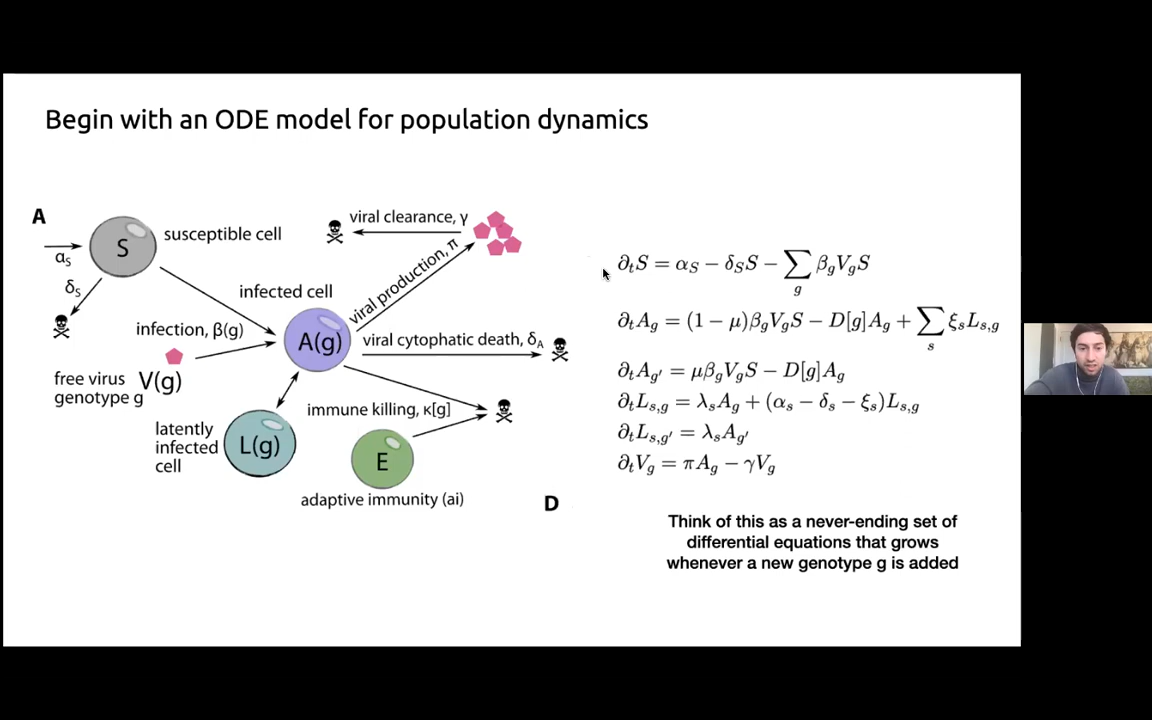 Begin with an ODE model for population dynamics
A
S
susceptible cell
αS
δS
viral clearance, γ
viral production, π
infected cell
infection, β(g)
A(g)
viral cytophatic death, δA
free virus V(g)
genotype g
immune killing, κ[g]
latently
infected
cell
L(g)
E
adaptive immunity (ai)
D
∂tS = αS − δSS − ∑g βgVgS
∂tAg = (1 − μ)βgVgS − D[g]Ag + ∑s ξsLs,g
∂tAg′ = μβgVgS − D[g]Ag
∂tLs,g = λsAg + (αs − δs − ξs)Ls,g
∂tLs,g′ = λsAg′
∂tVg = πAg − γVg
Think of this as a never-ending set of
differential equations that grows
whenever a new genotype g is added